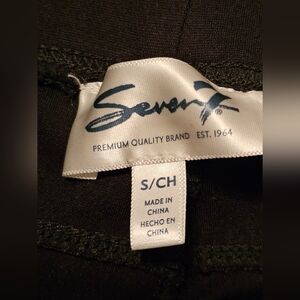 Seven7®
PREMIUM QUALITY BRAND EST. 1964
S/CH
MADE IN
CHINA
HECHO EN
CHINA